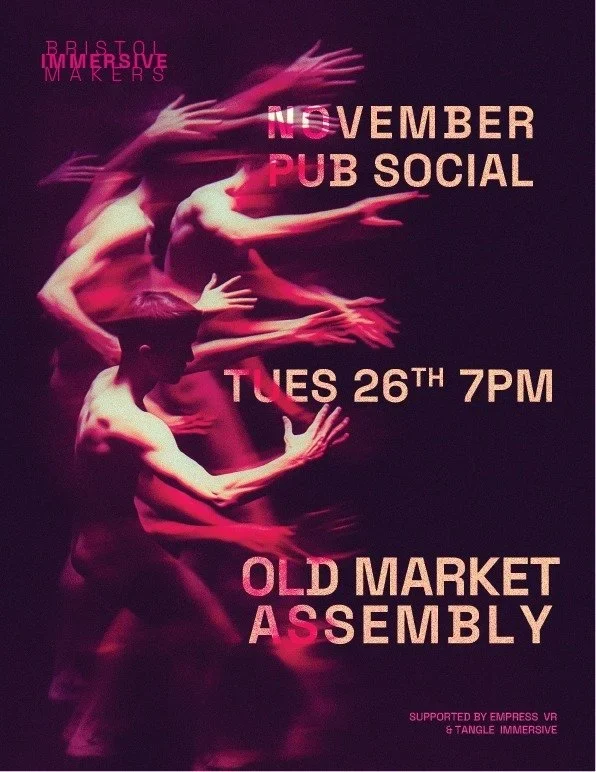 BRISTOL
IMMERSIVE
MAKERS
NOVEMBER
PUB SOCIAL
TUES 26TH 7PM
OLD MARKET
ASSEMBLY
SUPPORTED BY EMPRESS VR
& TANGLE IMMERSIVE